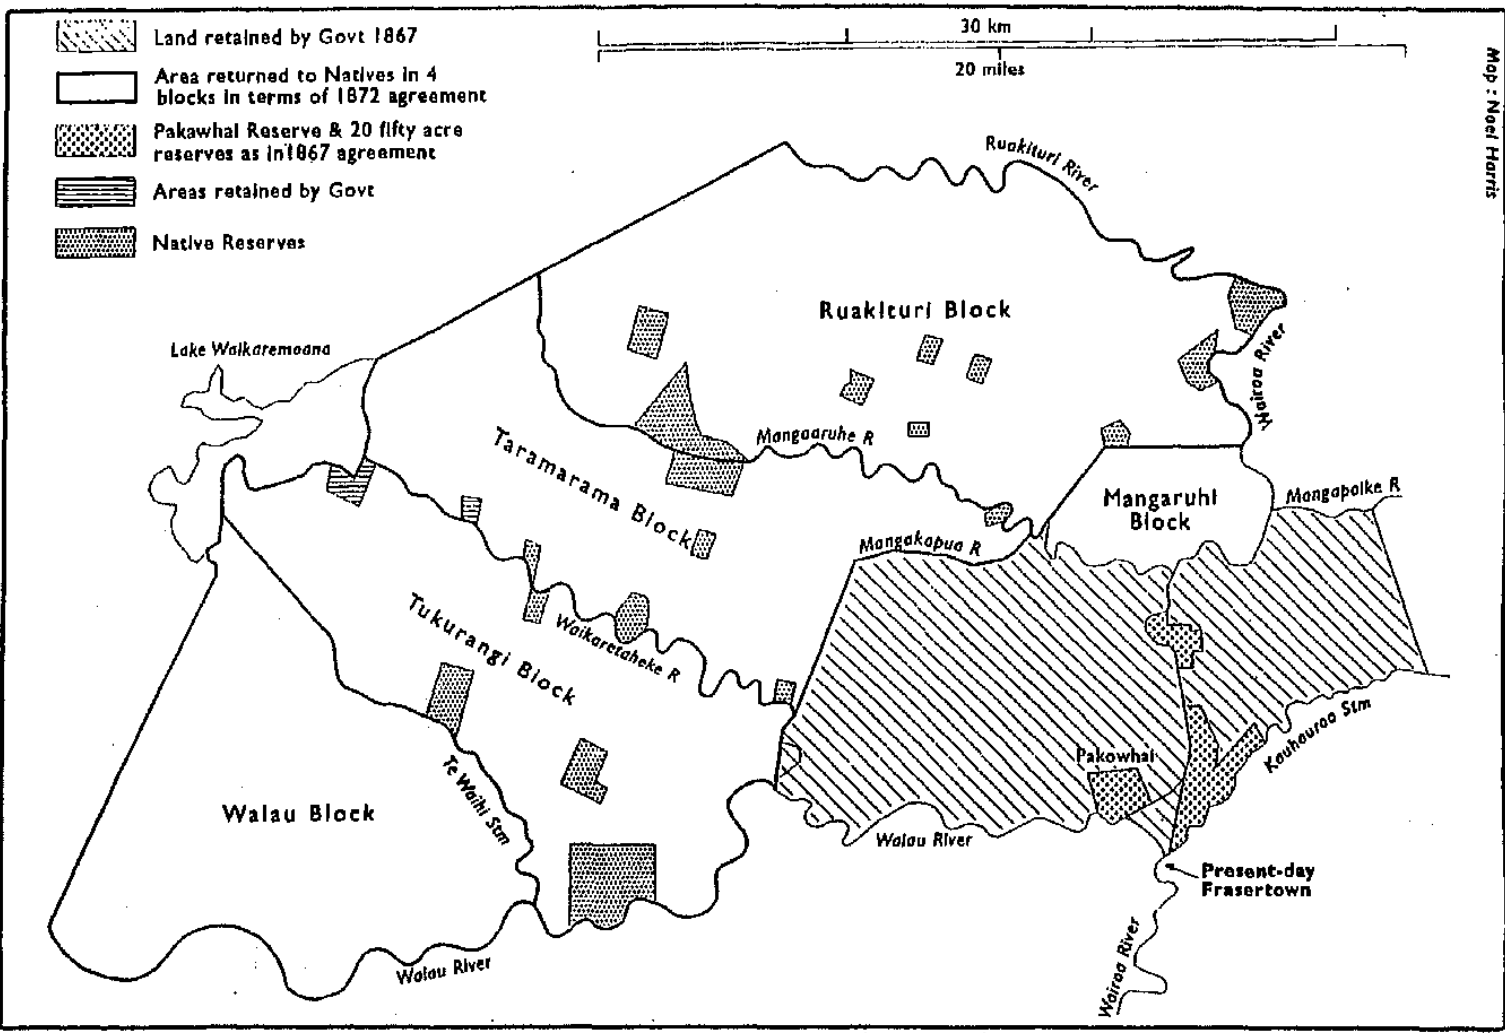 Land retained by Govt 1867
Area returned to Natives in 4
blocks in terms of 1872 agreement
Pakawhai Reserve & 20 fifty acre
reserves as in 1867 agreement
Areas retained by Govt
Native Reserves
30 km
20 miles
Map : Noel Harris
Ruakituri River
Ruakituri Block
Lake Waikaremoana
Wairoa River
Mangaaruhe R
Taramarama Block
Mangaruhi
Block
Mangapoike R
Mangakapua R
Tukurangi Block
Waikaretaheke R
Kauhouroa Stm
Pakowhai
Te Waihi Stm
Waiau Block
Waiau River
Present-day
Frasertown
Waiau River
Wairoa River